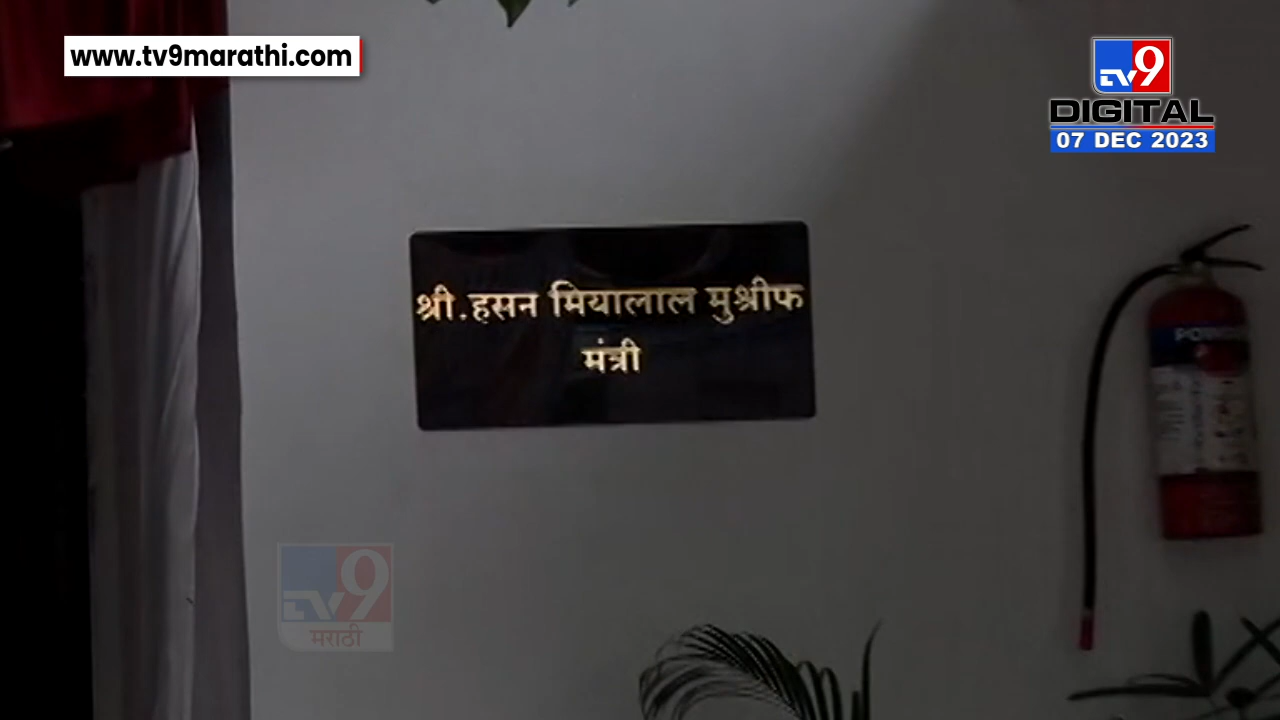 www.tv9marathi.com
TV9
DIGITAL
07 DEC 2023
श्री.हसन मियालाल मुश्रीफ
मंत्री
TV9
मराठी